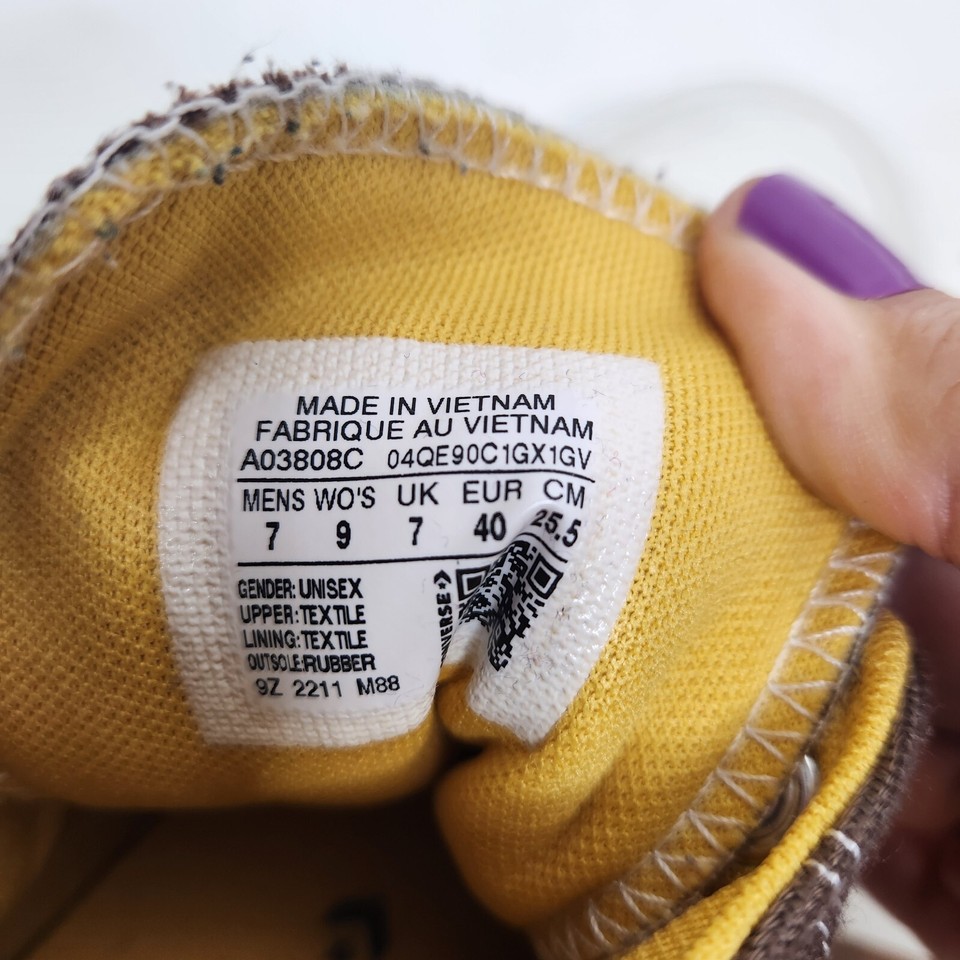 MADE IN VIETNAM
FABRIQUE AU VIETNAM
A03808C 04QE90C1GX1GV
MENS WO'S UK EUR CM
7 9 7 40 25.5
GENDER: UNISEX
UPPER: TEXTILE
LINING: TEXTILE
OUTSOLE: RUBBER
9Z 2211 M88